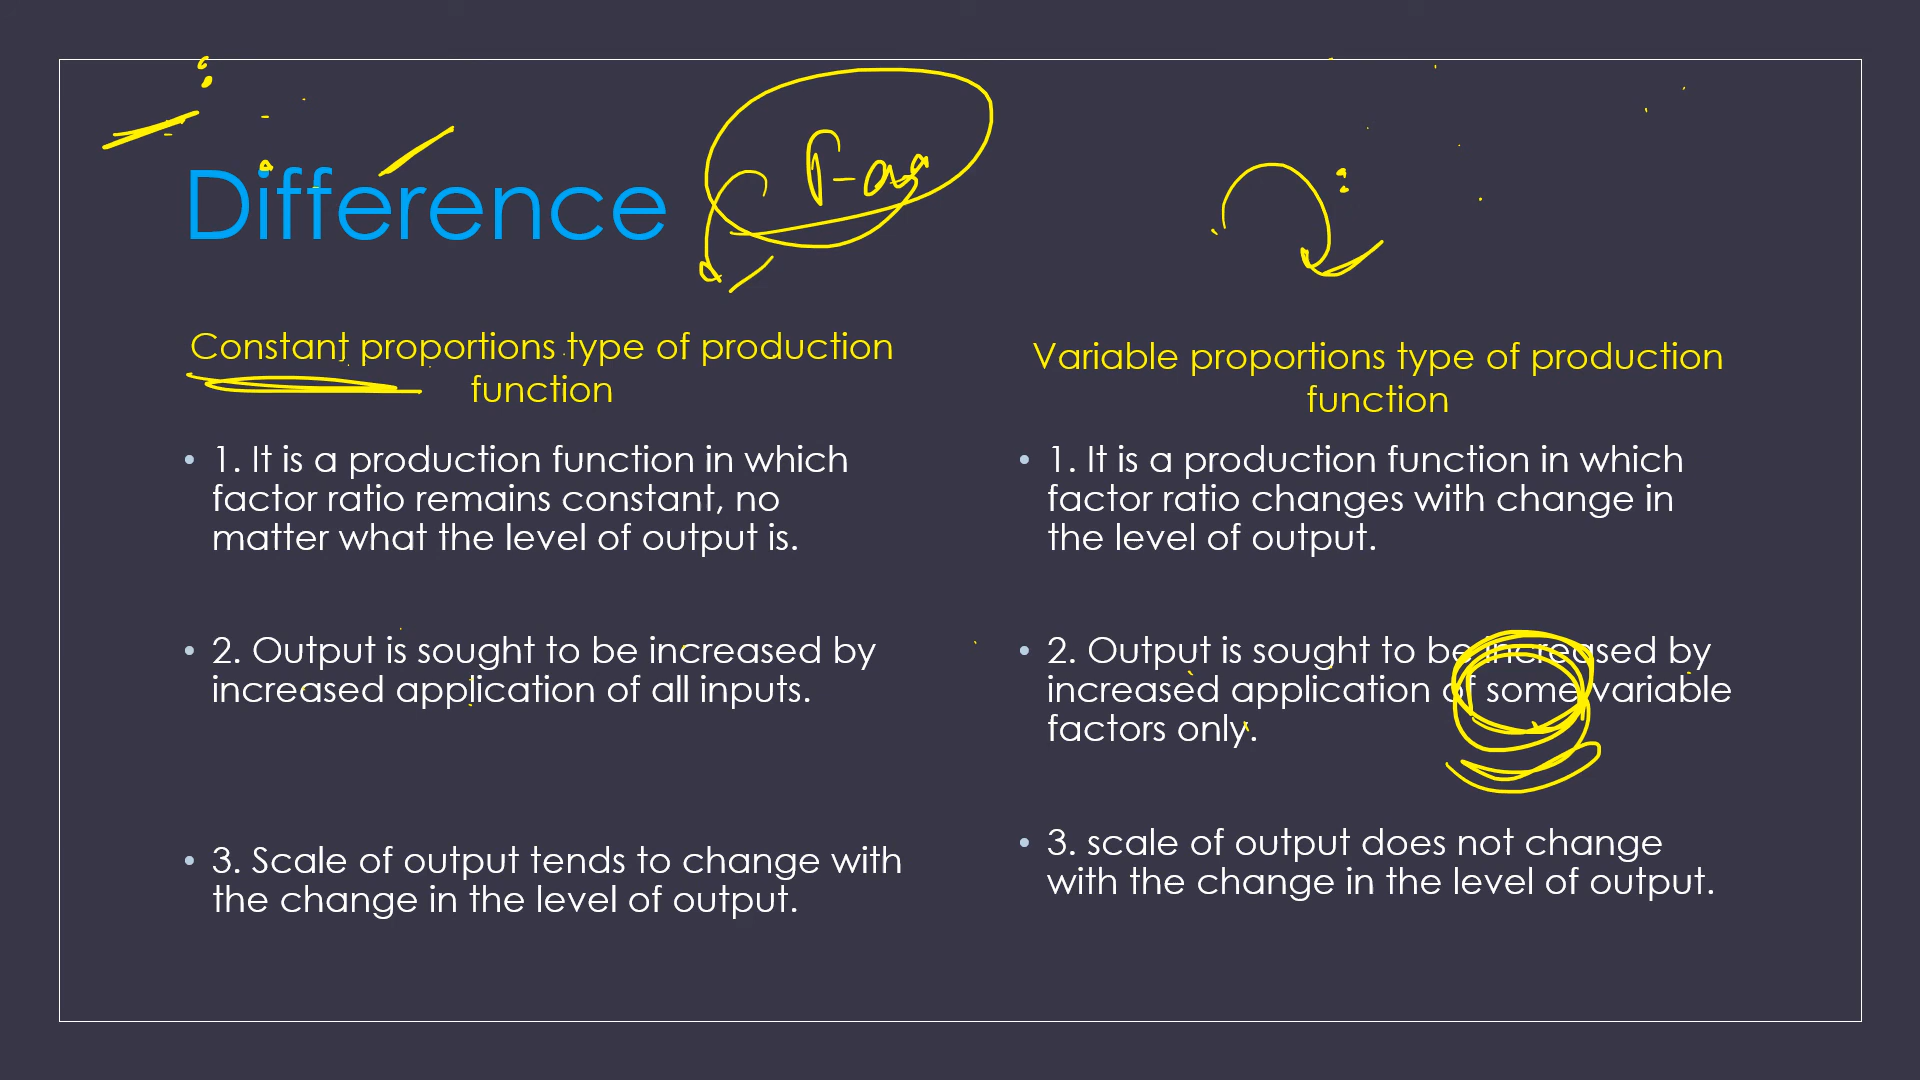 Difference
Constant proportions type of production
function
• 1. It is a production function in which
factor ratio remains constant, no
matter what the level of output is.
• 2. Output is sought to be increased by
increased application of all inputs.
• 3. Scale of output tends to change with
the change in the level of output.
Variable proportions type of production
function
• 1. It is a production function in which
factor ratio changes with change in
the level of output.
• 2. Output is sought to be increased by
increased application of some variable
factors only.
• 3. scale of output does not change
with the change in the level of output.